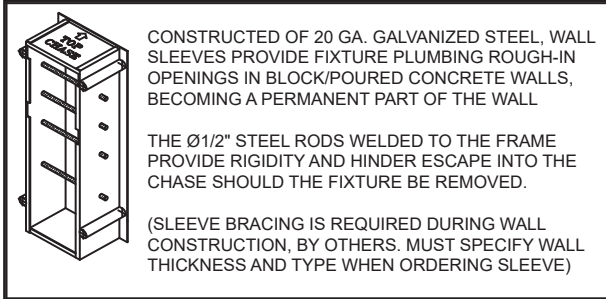 TOP
CHASE
CONSTRUCTED OF 20 GA. GALVANIZED STEEL, WALL
SLEEVES PROVIDE FIXTURE PLUMBING ROUGH-IN
OPENINGS IN BLOCK/POURED CONCRETE WALLS,
BECOMING A PERMANENT PART OF THE WALL
THE Ø1/2" STEEL RODS WELDED TO THE FRAME
PROVIDE RIGIDITY AND HINDER ESCAPE INTO THE
CHASE SHOULD THE FIXTURE BE REMOVED.
(SLEEVE BRACING IS REQUIRED DURING WALL
CONSTRUCTION, BY OTHERS. MUST SPECIFY WALL
THICKNESS AND TYPE WHEN ORDERING SLEEVE)